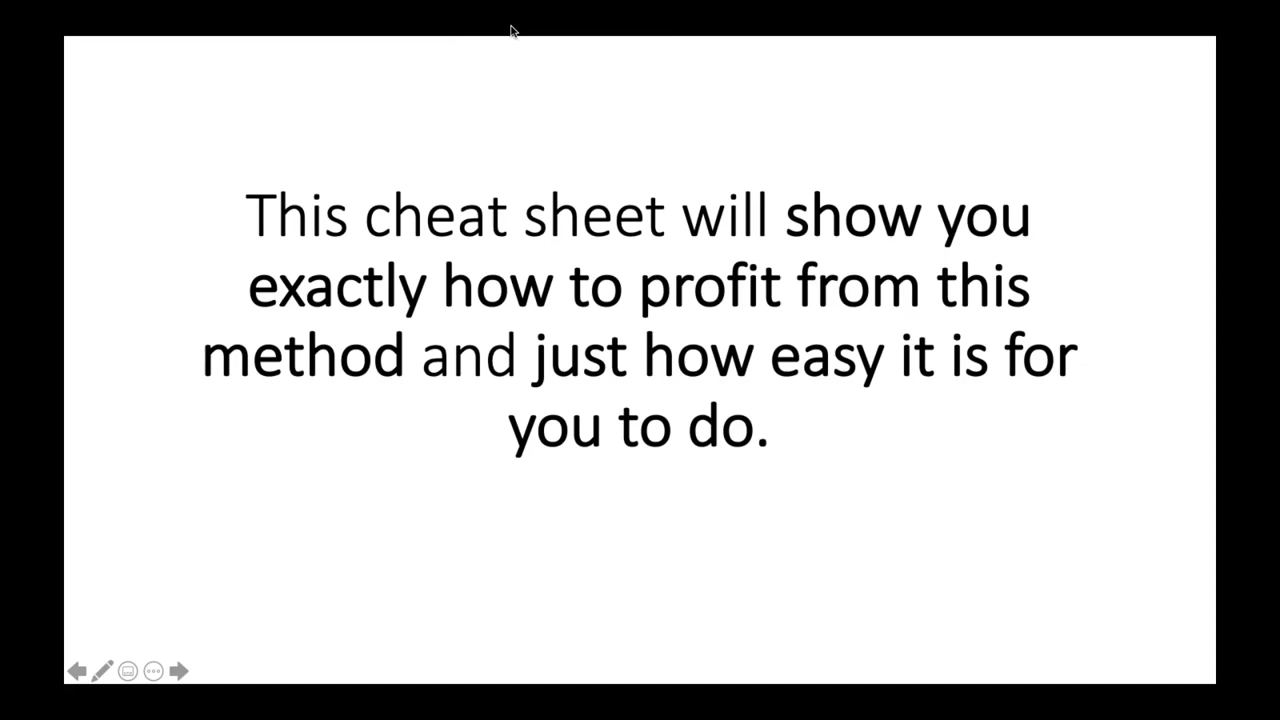 This cheat sheet will show you
exactly how to profit from this
method and just how easy it is for
you to do.